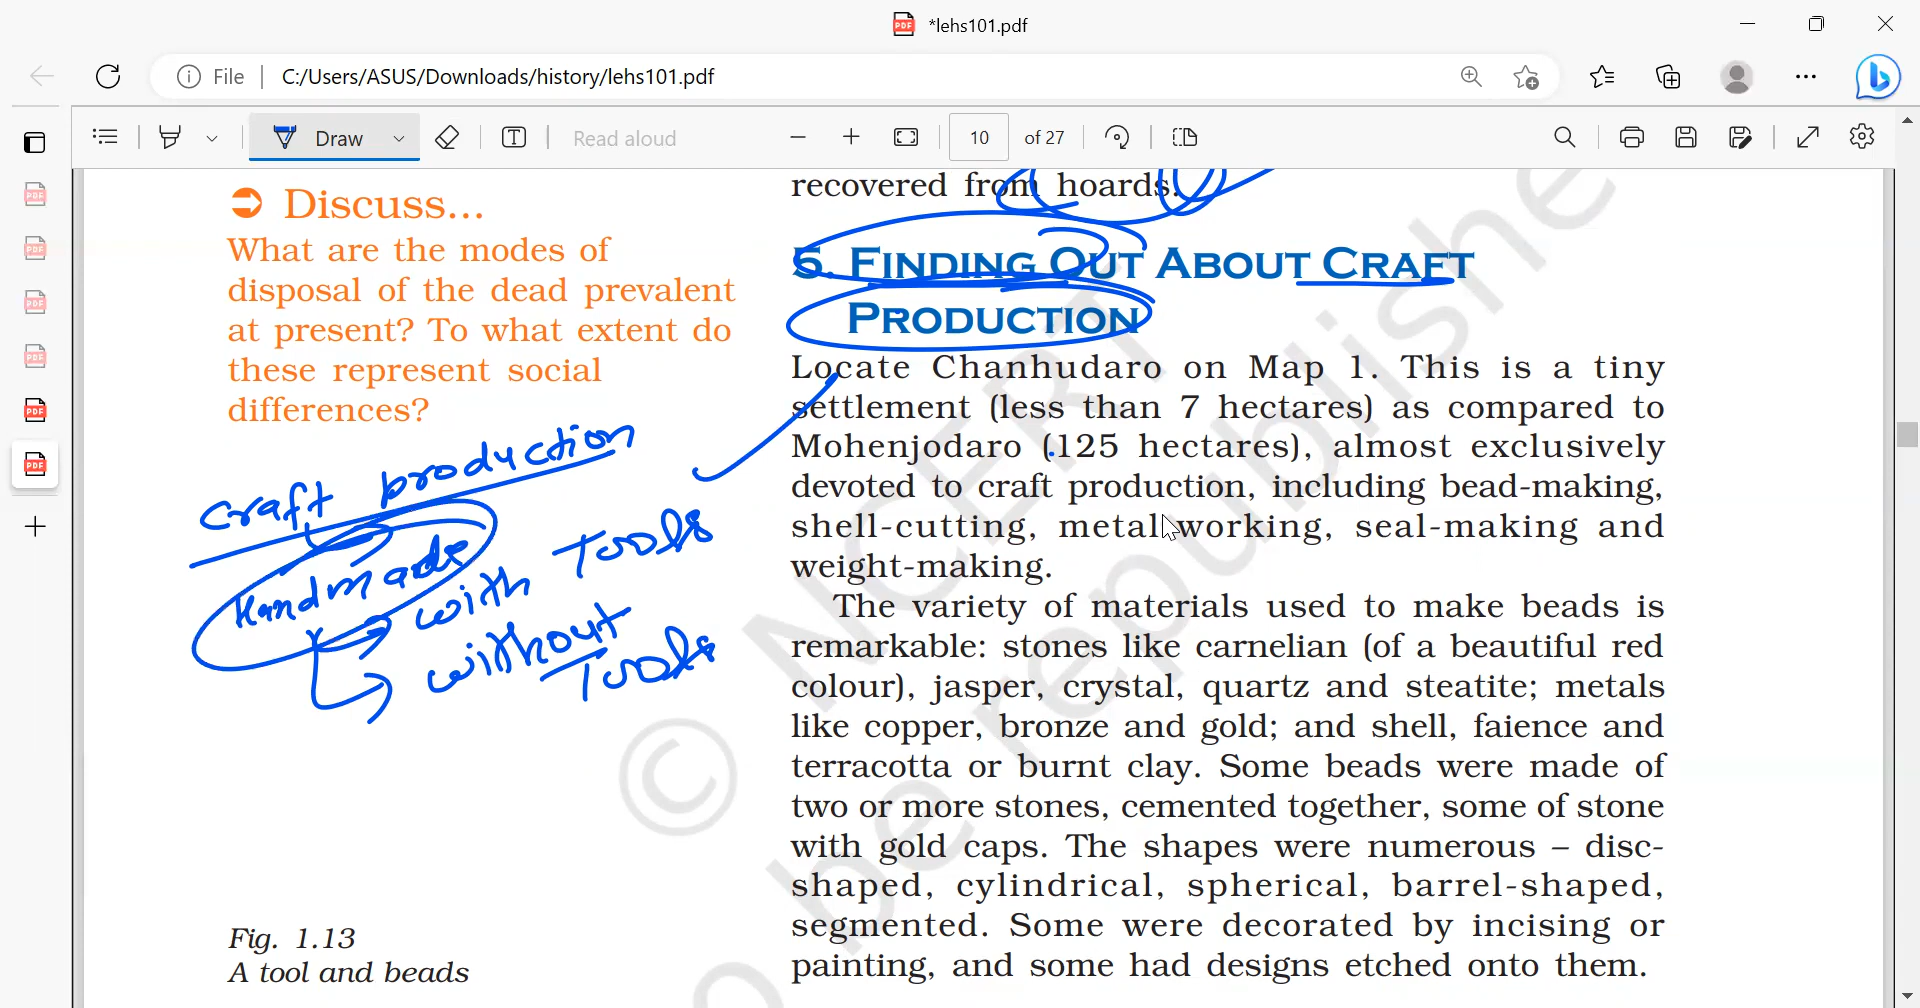 *lehs101.pdf
File
C:/Users/ASUS/Downloads/history/lehs101.pdf
Draw
Read aloud
10
of 27
Discuss...
What are the modes of
disposal of the dead prevalent
at present? To what extent do
these represent social
differences?
craft production
Handmade
with Tools
without
Tools
Fig. 1.13
A tool and beads
recovered from hoards.
5. FINDING OUT ABOUT CRAFT
PRODUCTION
Locate Chanhudaro on Map 1. This is a tiny
settlement (less than 7 hectares) as compared to
Mohenjodaro (125 hectares), almost exclusively
devoted to craft production, including bead-making,
shell-cutting, metal-working, seal-making and
weight-making.
The variety of materials used to make beads is
remarkable: stones like carnelian (of a beautiful red
colour), jasper, crystal, quartz and steatite; metals
like copper, bronze and gold; and shell, faience and
terracotta or burnt clay. Some beads were made of
two or more stones, cemented together, some of stone
with gold caps. The shapes were numerous – disc-
shaped, cylindrical, spherical, barrel-shaped,
segmented. Some were decorated by incising or
painting, and some had designs etched onto them.
© NCERT
o be republishe